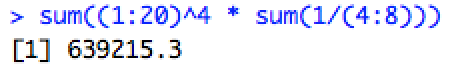 > sum((1:20)^4 * sum(1/(4:8)))
[1] 639215.3